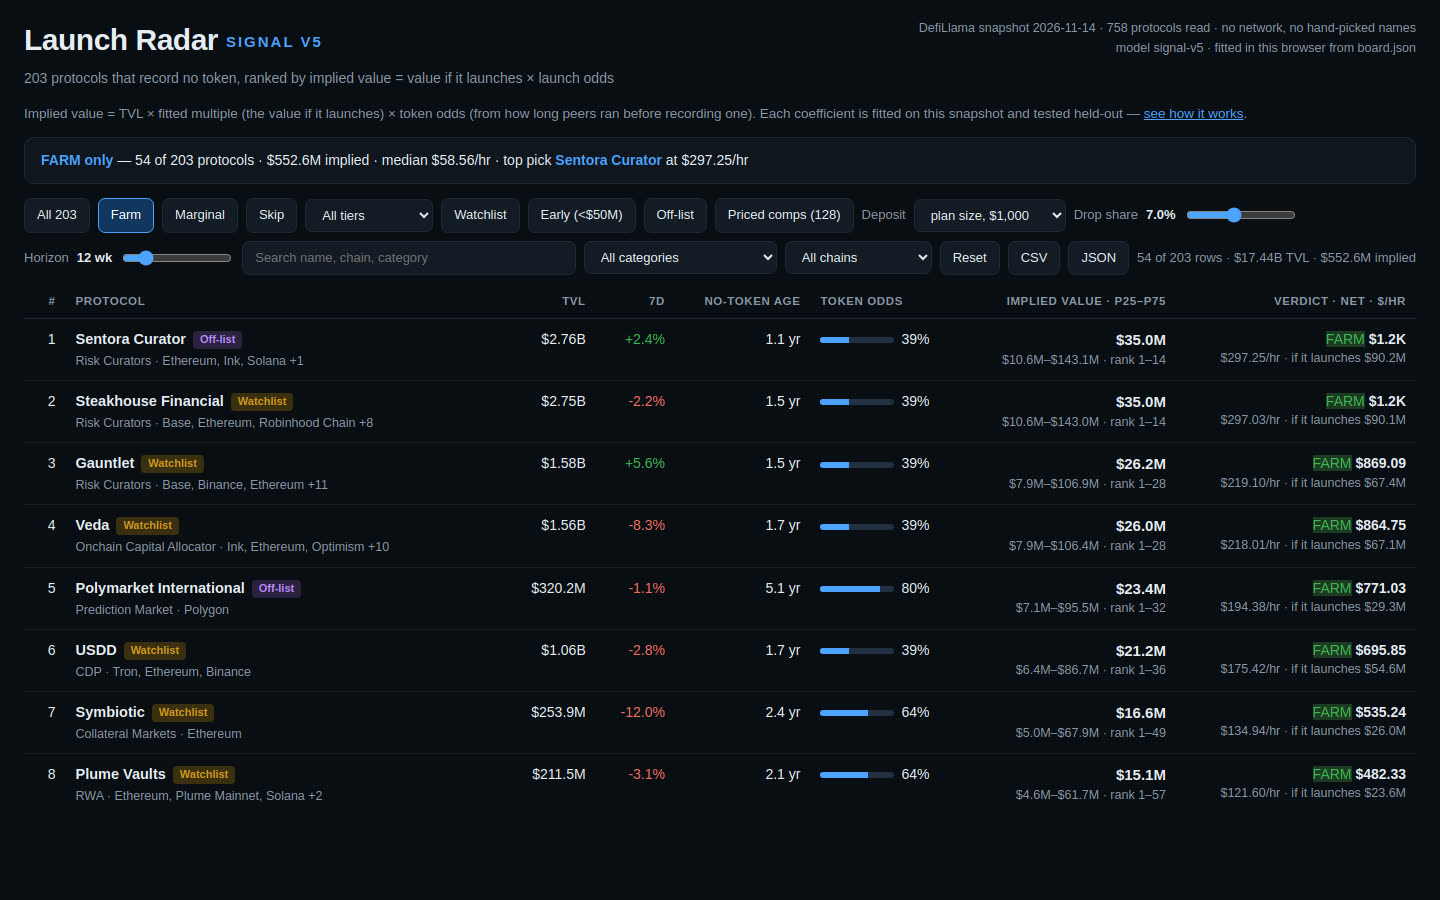 Launch Radar SIGNAL V5
DefiLlama snapshot 2026-11-14 · 758 protocols read · no network, no hand-picked names
model signal-v5 · fitted in this browser from board.json
203 protocols that record no token, ranked by implied value = value if it launches × launch odds
Implied value = TVL × fitted multiple (the value if it launches) × token odds (from how long peers ran before recording one). Each coefficient is fitted on this snapshot and tested held-out — see how it works.
FARM only — 54 of 203 protocols · $552.6M implied · median $58.56/hr · top pick Sentora Curator at $297.25/hr
All 203 Farm Marginal Skip All tiers Watchlist Early (<$50M) Off-list Priced comps (128) Deposit plan size, $1,000 Drop share 7.0%
Horizon 12 wk Search name, chain, category All categories All chains Reset CSV JSON 54 of 203 rows · $17.44B TVL · $552.6M implied
# PROTOCOL TVL 7D NO-TOKEN AGE TOKEN ODDS IMPLIED VALUE · P25–P75 VERDICT · NET · $/HR
1 Sentora Curator Off-list $2.76B +2.4% 1.1 yr 39% $35.0M FARM $1.2K
Risk Curators · Ethereum, Ink, Solana +1 $10.6M–$143.1M · rank 1–14 $297.25/hr · if it launches $90.2M
2 Steakhouse Financial Watchlist $2.75B -2.2% 1.5 yr 39% $35.0M FARM $1.2K
Risk Curators · Base, Ethereum, Robinhood Chain +8 $10.6M–$143.0M · rank 1–14 $297.03/hr · if it launches $90.1M
3 Gauntlet Watchlist $1.58B +5.6% 1.5 yr 39% $26.2M FARM $869.09
Risk Curators · Base, Binance, Ethereum +11 $7.9M–$106.9M · rank 1–28 $219.10/hr · if it launches $67.4M
4 Veda Watchlist $1.56B -8.3% 1.7 yr 39% $26.0M FARM $864.75
Onchain Capital Allocator · Ink, Ethereum, Optimism +10 $7.9M–$106.4M · rank 1–28 $218.01/hr · if it launches $67.1M
5 Polymarket International Off-list $320.2M -1.1% 5.1 yr 80% $23.4M FARM $771.03
Prediction Market · Polygon $7.1M–$95.5M · rank 1–32 $194.38/hr · if it launches $29.3M
6 USDD Watchlist $1.06B -2.8% 1.7 yr 39% $21.2M FARM $695.85
CDP · Tron, Ethereum, Binance $6.4M–$86.7M · rank 1–36 $175.42/hr · if it launches $54.6M
7 Symbiotic Watchlist $253.9M -12.0% 2.4 yr 64% $16.6M FARM $535.24
Collateral Markets · Ethereum $5.0M–$67.9M · rank 1–49 $134.94/hr · if it launches $26.0M
8 Plume Vaults Watchlist $211.5M -3.1% 2.1 yr 64% $15.1M FARM $482.33
RWA · Ethereum, Plume Mainnet, Solana +2 $4.6M–$61.7M · rank 1–57 $121.60/hr · if it launches $23.6M